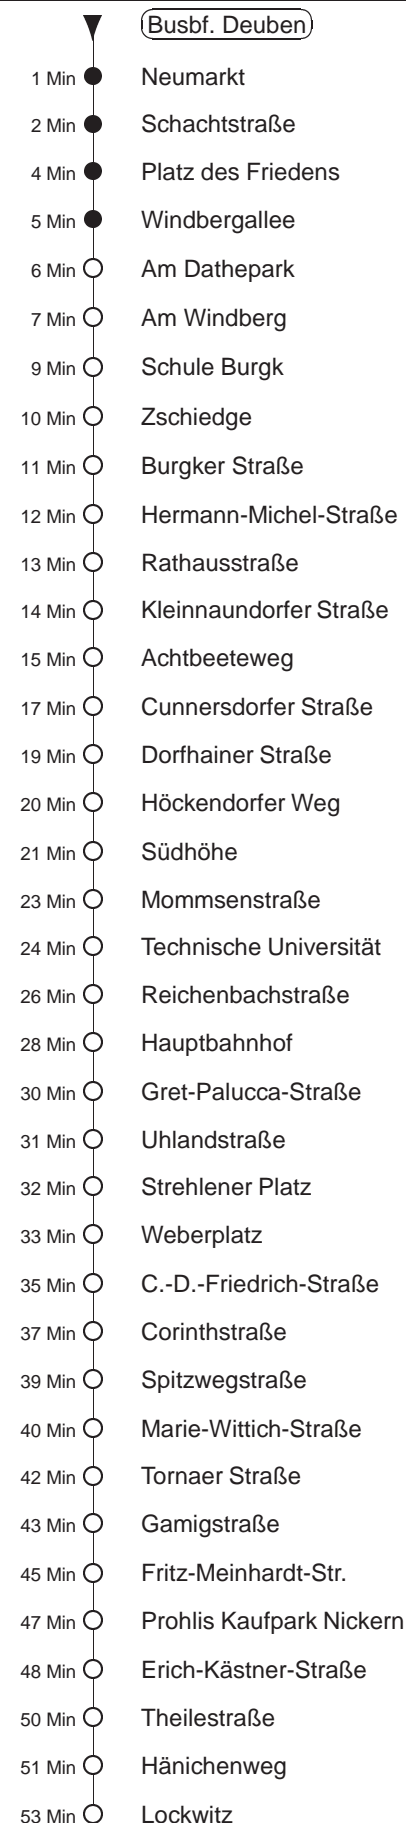 Busbf. Deuben
1 Min Neumarkt
2 Min Schachtstraße
4 Min Platz des Friedens
5 Min Windbergallee
6 Min Am Dathepark
7 Min Am Windberg
9 Min Schule Burgk
10 Min Zschiedge
11 Min Burgker Straße
12 Min Hermann-Michel-Straße
13 Min Rathausstraße
14 Min Kleinnaundorfer Straße
15 Min Achtbeeteweg
17 Min Cunnersdorfer Straße
19 Min Dorfhainer Straße
20 Min Höckendorfer Weg
21 Min Südhöhe
23 Min Mommsenstraße
24 Min Technische Universität
26 Min Reichenbachstraße
28 Min Hauptbahnhof
30 Min Gret-Palucca-Straße
31 Min Uhlandstraße
32 Min Strehlener Platz
33 Min Weberplatz
35 Min C.-D.-Friedrich-Straße
37 Min Corinthstraße
39 Min Spitzwegstraße
40 Min Marie-Wittich-Straße
42 Min Tornaer Straße
43 Min Gamigstraße
45 Min Fritz-Meinhardt-Str.
47 Min Prohlis Kaufpark Nickern
48 Min Erich-Kästner-Straße
50 Min Theilestraße
51 Min Hänichenweg
53 Min Lockwitz